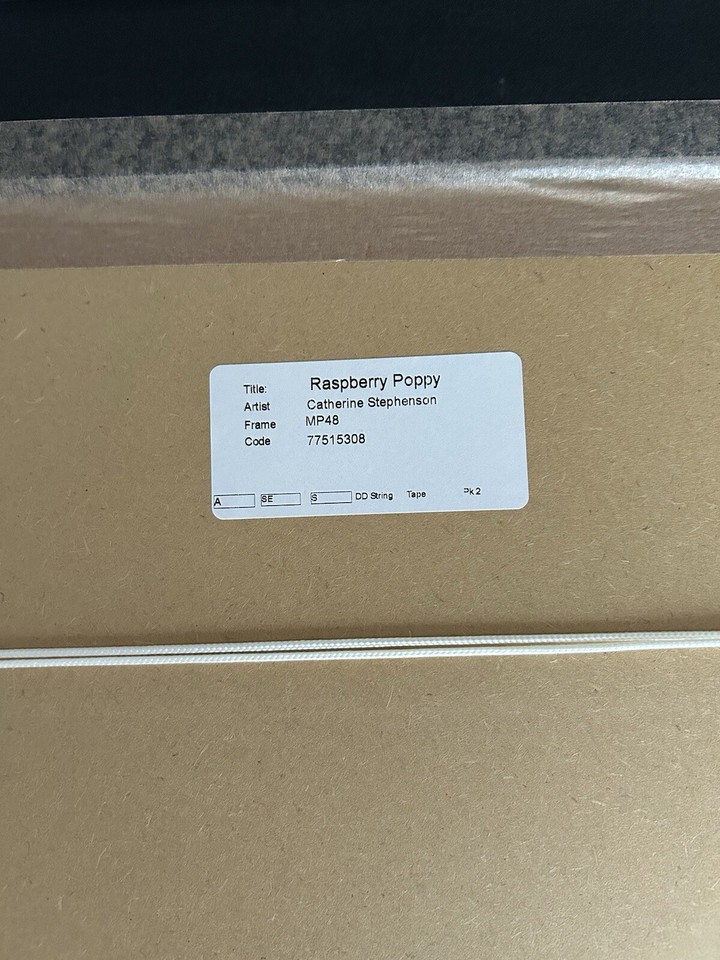 Title: Raspberry Poppy
Artist Catherine Stephenson
Frame MP48
Code 77515308
A SE S DD String Tape Pk 2